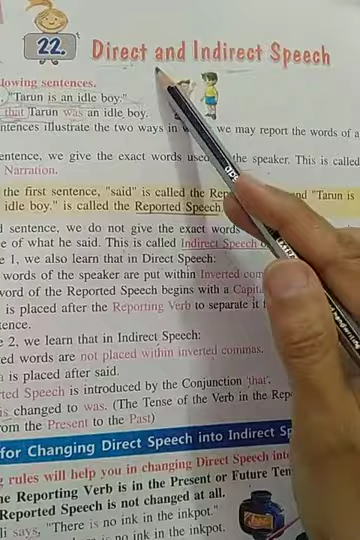 22.
Direct and Indirect Speech
lowing sentences.
"Tarun is an idle boy."
that Tarun was an idle boy.
ntences illustrate the two ways in we may report the words of a
entence, we give the exact words used the speaker. This is called
Narration.
the first sentence, "said" is called the Rep and "Tarun is
idle boy." is called the Reported Speech
d sentence, we do not give the exact words
e of what he said. This is called Indirect Speech
e 1, we also learn that in Direct Speech:
words of the speaker are put within Inverted com
word of the Reported Speech begins with a Capita
is placed after the Reporting Verb to separate it f
tence.
e 2, we learn that in Indirect Speech:
ed words are not placed within inverted commas.
is placed after said.
rted Speech is introduced by the Conjunction 'that'.
is changed to was. (The Tense of the Verb in the Repo
rom the Present to the Past)
for Changing Direct Speech into Indirect Sp
g rules will help you in changing Direct Speech int
he Reporting Verb is in the Present or Future Ten
Reported Speech is not changed at all.
li says, "There is no ink in the inkpot."
here is no ink in the inkpot.